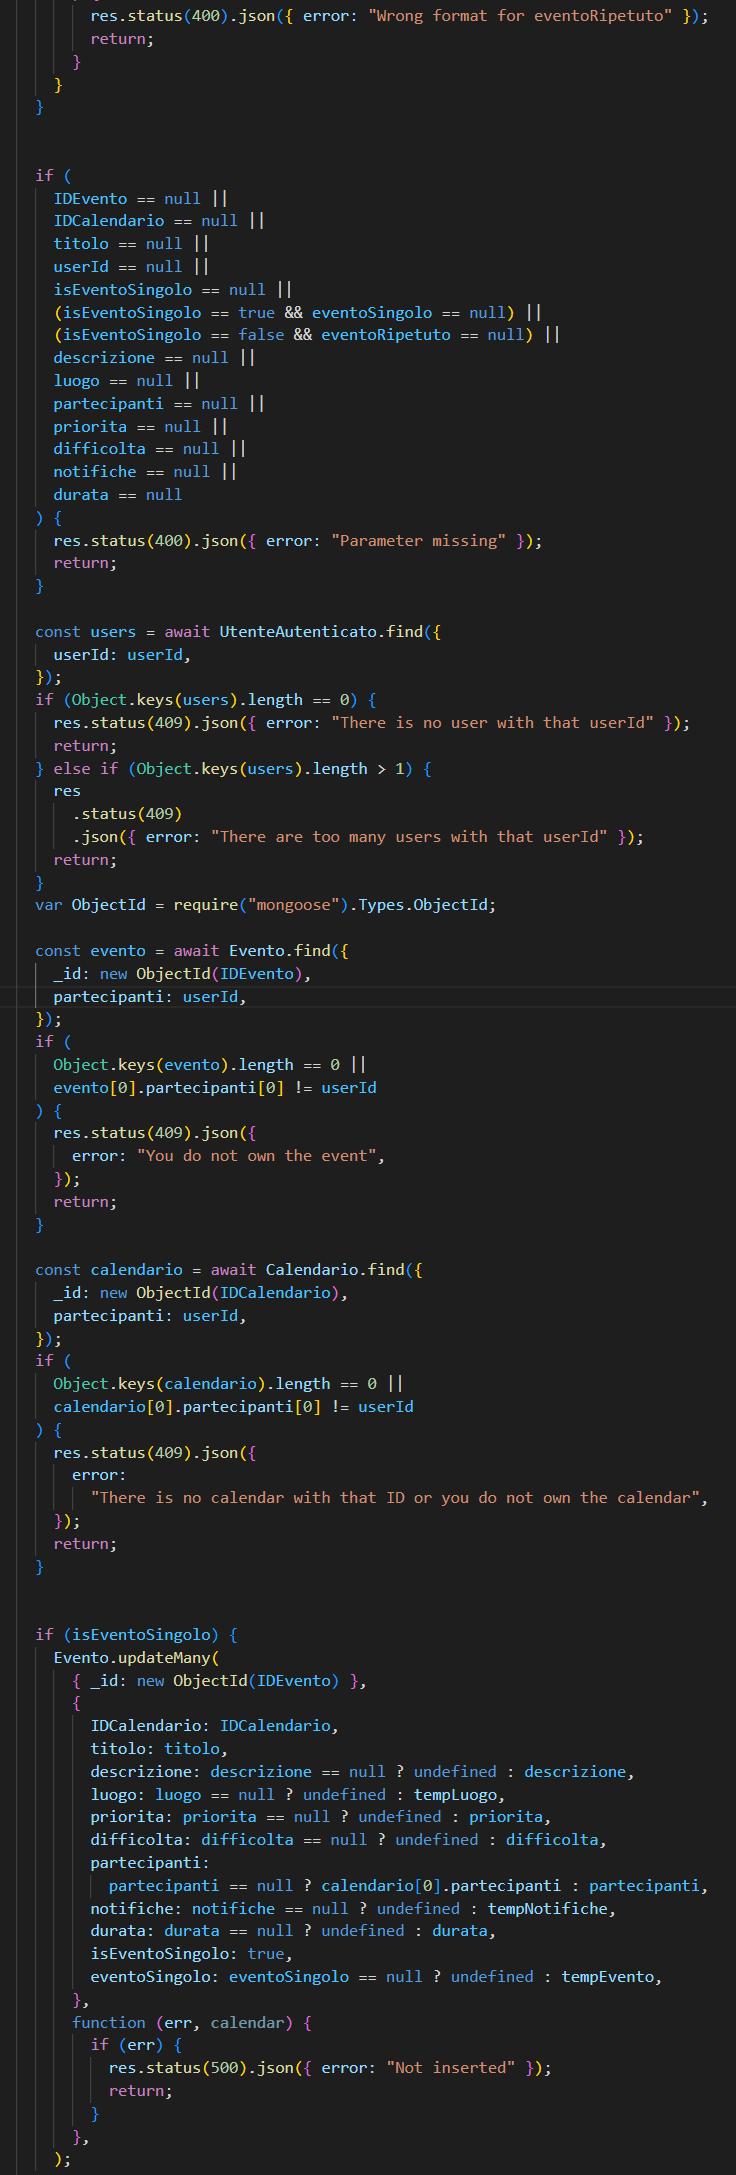 res.status(400).json({ error: "Wrong format for eventoRipetuto" });
return;
}
}
}
if (
IDEvento == null ||
IDCalendario == null ||
titolo == null ||
userId == null ||
isEventoSingolo == null ||
(isEventoSingolo == true && eventoSingolo == null) ||
(isEventoSingolo == false && eventoRipetuto == null) ||
descrizione == null ||
luogo == null ||
partecipanti == null ||
priorita == null ||
difficolta == null ||
notifiche == null ||
durata == null
) {
res.status(400).json({ error: "Parameter missing" });
return;
}
const users = await UtenteAutenticato.find({
userId: userId,
});
if (Object.keys(users).length == 0) {
res.status(409).json({ error: "There is no user with that userId" });
return;
} else if (Object.keys(users).length > 1) {
res
.status(409)
.json({ error: "There are too many users with that userId" });
return;
}
var ObjectId = require("mongoose").Types.ObjectId;
const evento = await Evento.find({
_id: new ObjectId(IDEvento),
partecipanti: userId,
});
if (
Object.keys(evento).length == 0 ||
evento[0].partecipanti[0] != userId
) {
res.status(409).json({
error: "You do not own the event",
});
return;
}
const calendario = await Calendario.find({
_id: new ObjectId(IDCalendario),
partecipanti: userId,
});
if (
Object.keys(calendario).length == 0 ||
calendario[0].partecipanti[0] != userId
) {
res.status(409).json({
error:
"There is no calendar with that ID or you do not own the calendar",
});
return;
}
if (isEventoSingolo) {
Evento.updateMany(
{ _id: new ObjectId(IDEvento) },
{
IDCalendario: IDCalendario,
titolo: titolo,
descrizione: descrizione == null ? undefined : descrizione,
luogo: luogo == null ? undefined : tempLuogo,
priorita: priorita == null ? undefined : priorita,
difficolta: difficolta == null ? undefined : difficolta,
partecipanti:
partecipanti == null ? calendario[0].partecipanti : partecipanti,
notifiche: notifiche == null ? undefined : tempNotifiche,
durata: durata == null ? undefined : durata,
isEventoSingolo: true,
eventoSingolo: eventoSingolo == null ? undefined : tempEvento,
},
function (err, calendar) {
if (err) {
res.status(500).json({ error: "Not inserted" });
return;
}
},
);